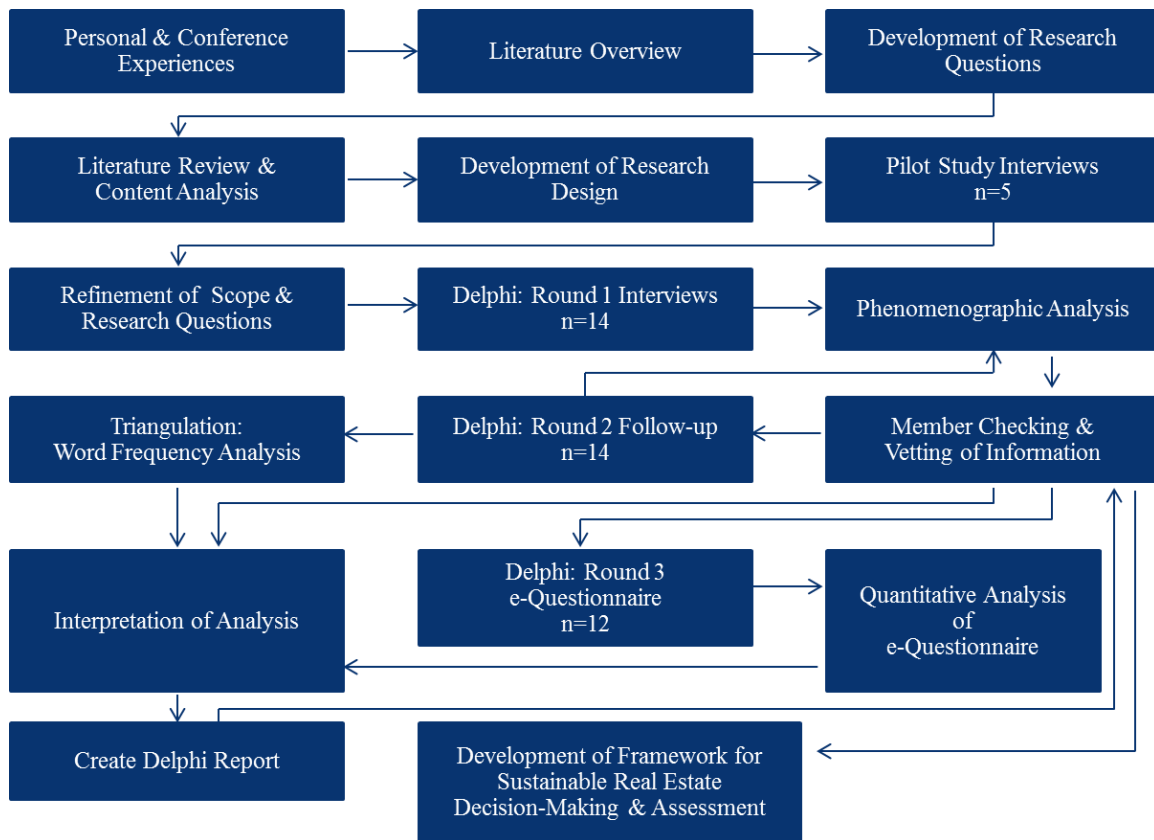 Personal & Conference
Experiences
Literature Overview
Development of Research
Questions
Literature Review &
Content Analysis
Development of Research
Design
Pilot Study Interviews
n=5
Refinement of Scope &
Research Questions
Delphi: Round 1 Interviews
n=14
Phenomenographic Analysis
Triangulation:
Word Frequency Analysis
Delphi: Round 2 Follow-up
n=14
Member Checking &
Vetting of Information
Interpretation of Analysis
Delphi: Round 3
e-Questionnaire
n=12
Quantitative Analysis
of
e-Questionnaire
Create Delphi Report
Development of Framework for
Sustainable Real Estate
Decision-Making & Assessment